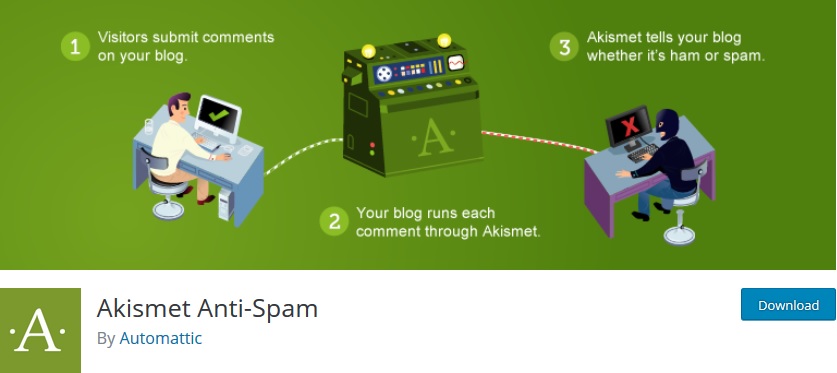 1
Visitors submit comments
on your blog.
3
Akismet tells your blog
whether it's ham or spam.
·A·
2
Your blog runs each
comment through Akismet.
·A·
Akismet Anti-Spam
By Automattic
Download